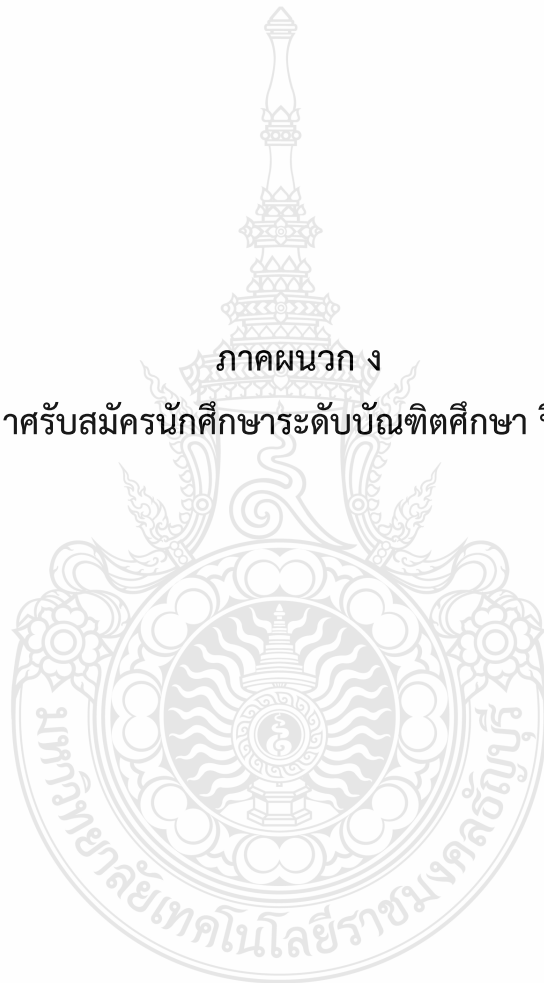 ภาคผนวก ง
าศรับสมัครนักศึกษาระดับบัณฑิตศึกษา
มหาวิทยาลัยเทคโนโลยีราชมงคลธัญบุรี